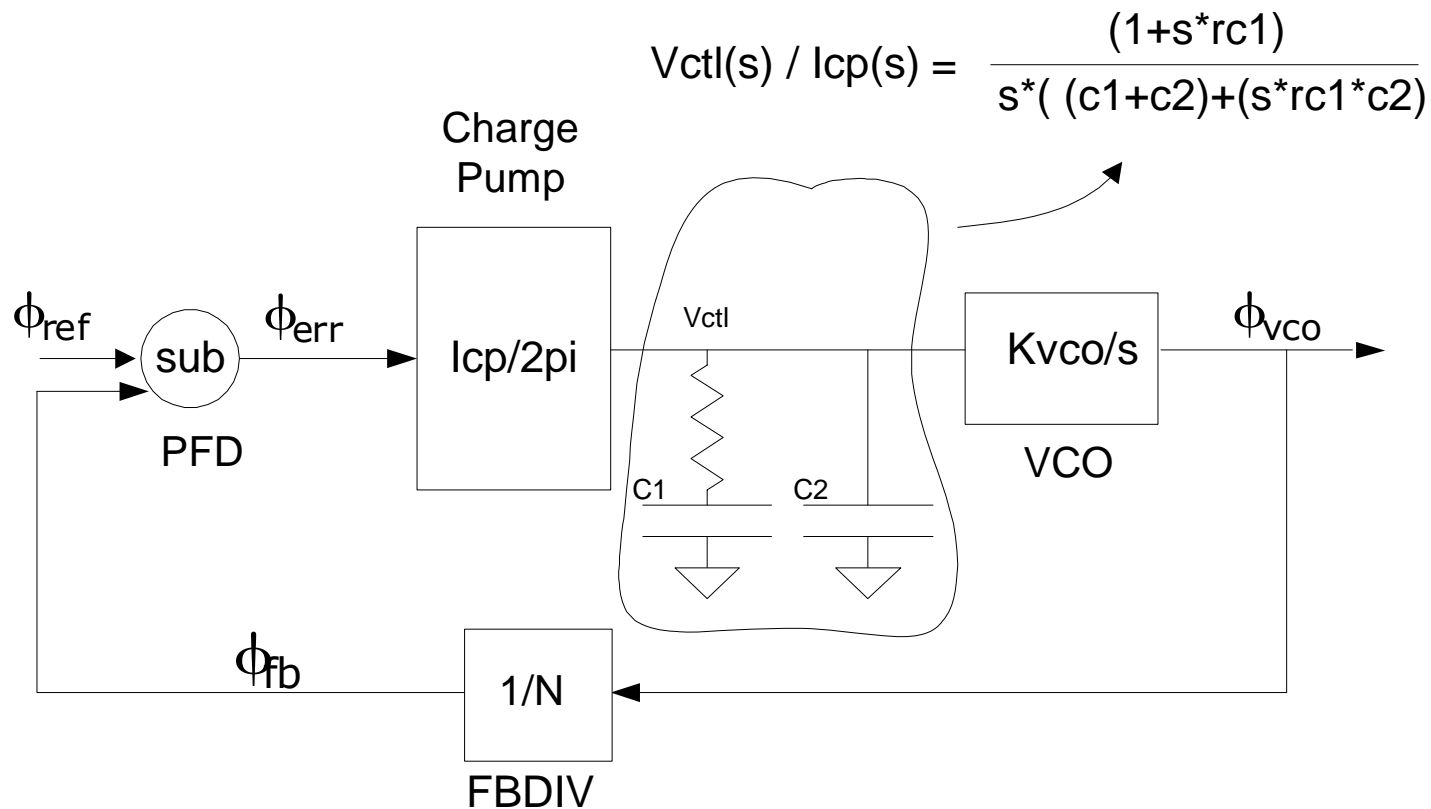 Vctl(s) / Icp(s) =
(1+s*rc1)
s*( (c1+c2)+(s*rc1*c2)
Charge
Pump
ϕref
sub
ϕerr
Icp/2pi
Vctl
Kvco/s
ϕvco
PFD
VCO
C1
C2
ϕfb
1/N
FBDIV